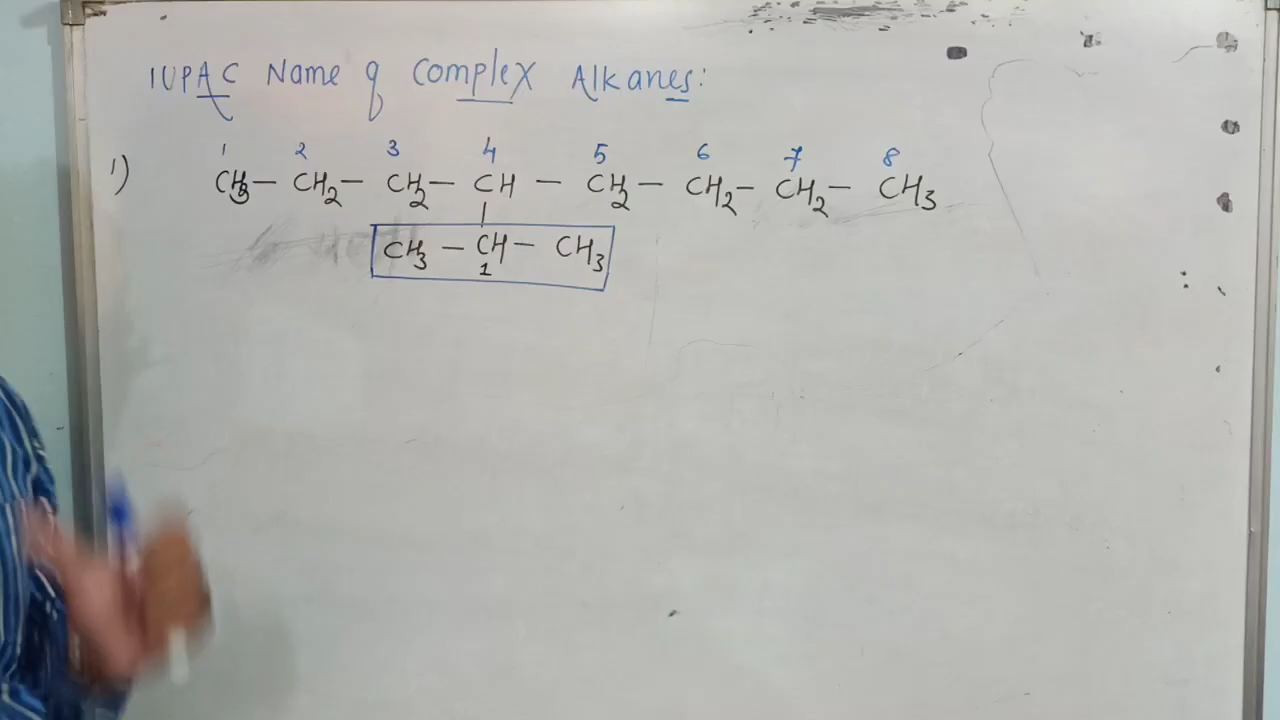 IUPAC Name of Complex Alkanes:
1 2 3 4 5 6 7 8
1) CH3— CH2— CH2— CH — CH2— CH2— CH2— CH3
|
CH3 — CH — CH3
1